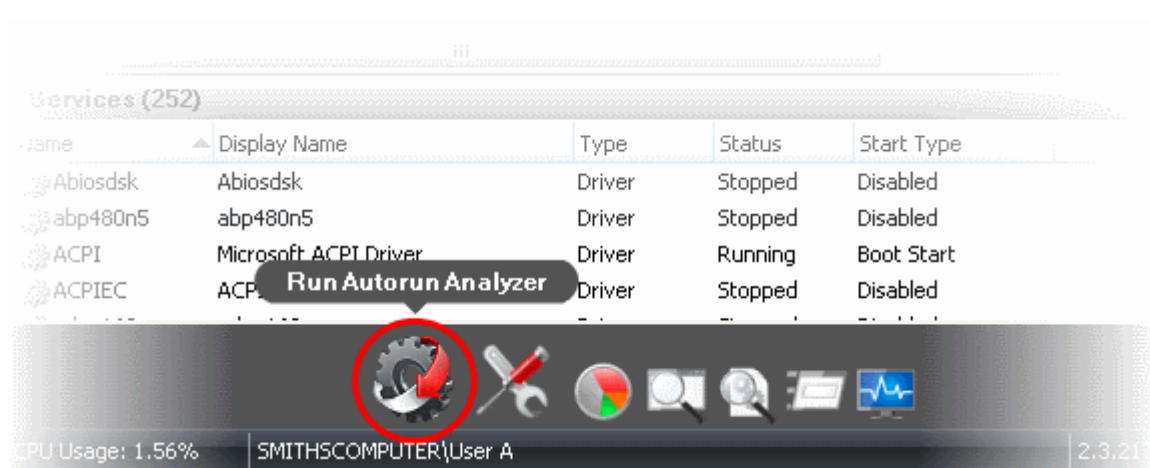 Services (252)
Name Display Name Type Status Start Type
Abiosdsk Abiosdsk Driver Stopped Disabled
abp480n5 abp480n5 Driver Stopped Disabled
ACPI Microsoft ACPI Driver Driver Running Boot Start
ACPIEC Driver Stopped Disabled
Run Autorun Analyzer
CPU Usage: 1.56% SMITHSCOMPUTER\User A